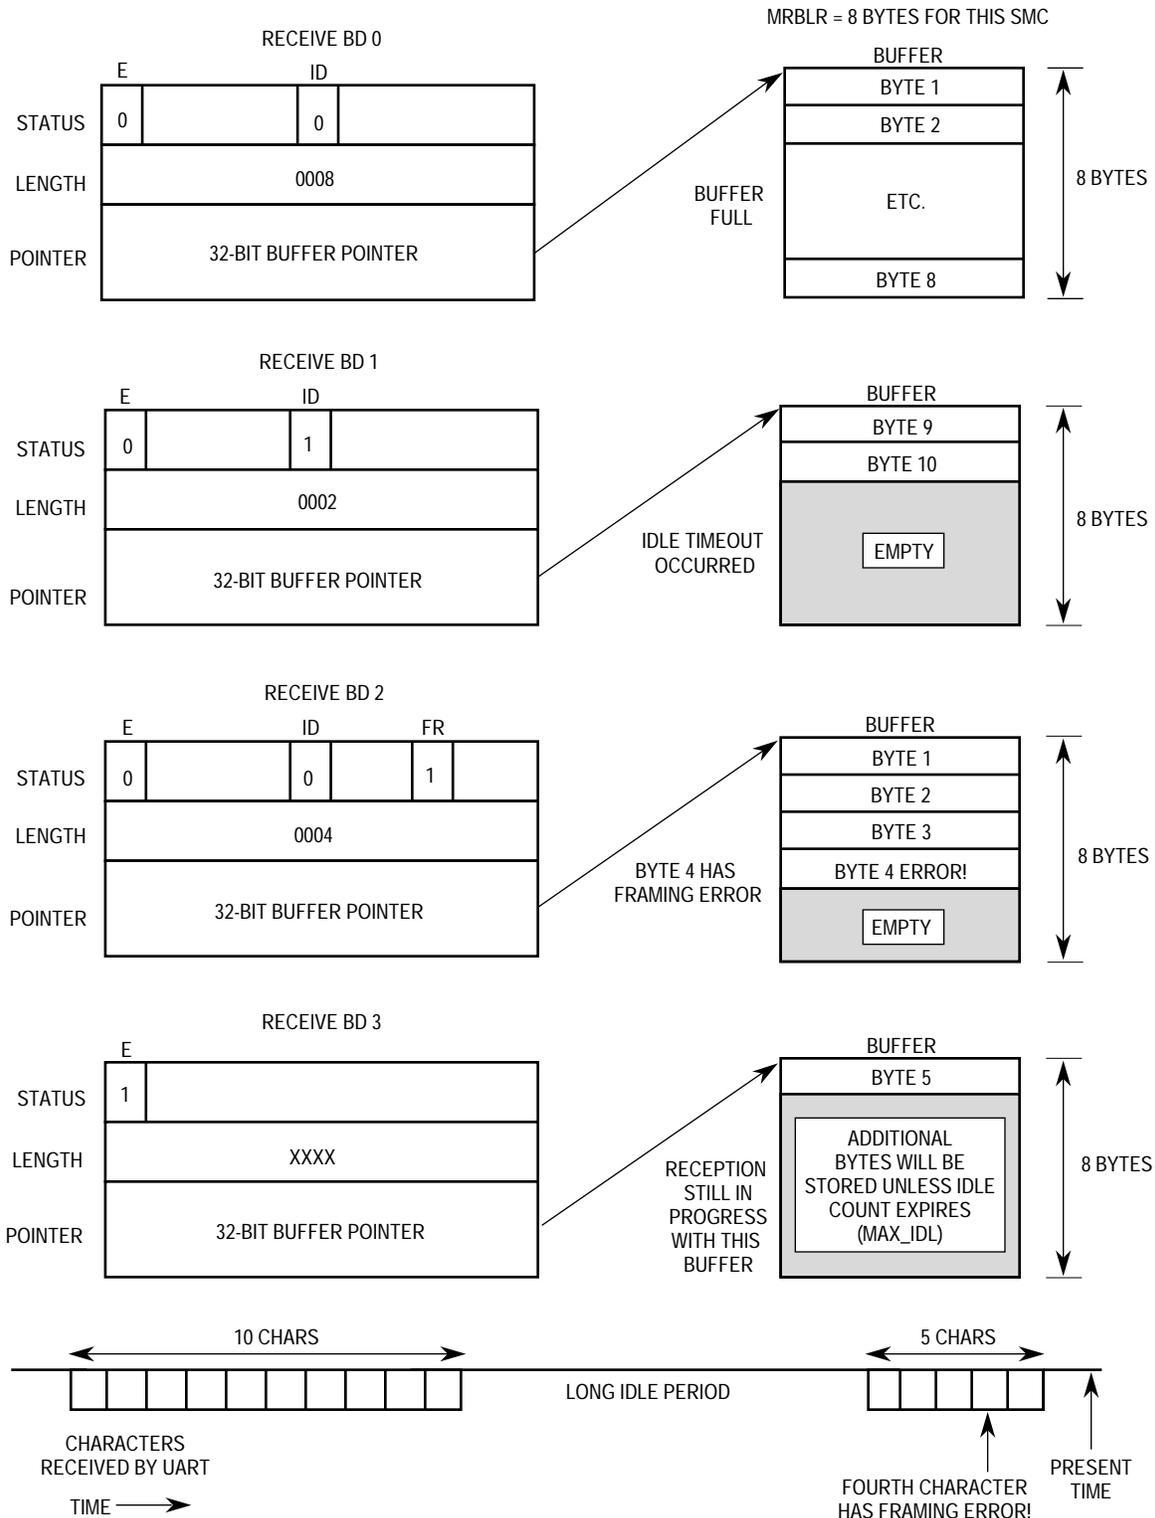 MRBLR = 8 BYTES FOR THIS SMC
RECEIVE BD 0
E ID
STATUS 0 0
LENGTH 0008
POINTER 32-BIT BUFFER POINTER
BUFFER
BYTE 1
BYTE 2
ETC.
BYTE 8
BUFFER
FULL
8 BYTES
RECEIVE BD 1
E ID
STATUS 0 1
LENGTH 0002
POINTER 32-BIT BUFFER POINTER
BUFFER
BYTE 9
BYTE 10
EMPTY
IDLE TIMEOUT
OCCURRED
8 BYTES
RECEIVE BD 2
E ID FR
STATUS 0 0 1
LENGTH 0004
POINTER 32-BIT BUFFER POINTER
BUFFER
BYTE 1
BYTE 2
BYTE 3
BYTE 4 ERROR!
EMPTY
BYTE 4 HAS
FRAMING ERROR
8 BYTES
RECEIVE BD 3
E
STATUS 1
LENGTH XXXX
POINTER 32-BIT BUFFER POINTER
BUFFER
BYTE 5
ADDITIONAL
BYTES WILL BE
STORED UNLESS IDLE
COUNT EXPIRES
(MAX_IDL)
RECEPTION
STILL IN
PROGRESS
WITH THIS
BUFFER
8 BYTES
10 CHARS
5 CHARS
LONG IDLE PERIOD
CHARACTERS
RECEIVED BY UART
TIME
FOURTH CHARACTER
HAS FRAMING ERROR!
PRESENT
TIME